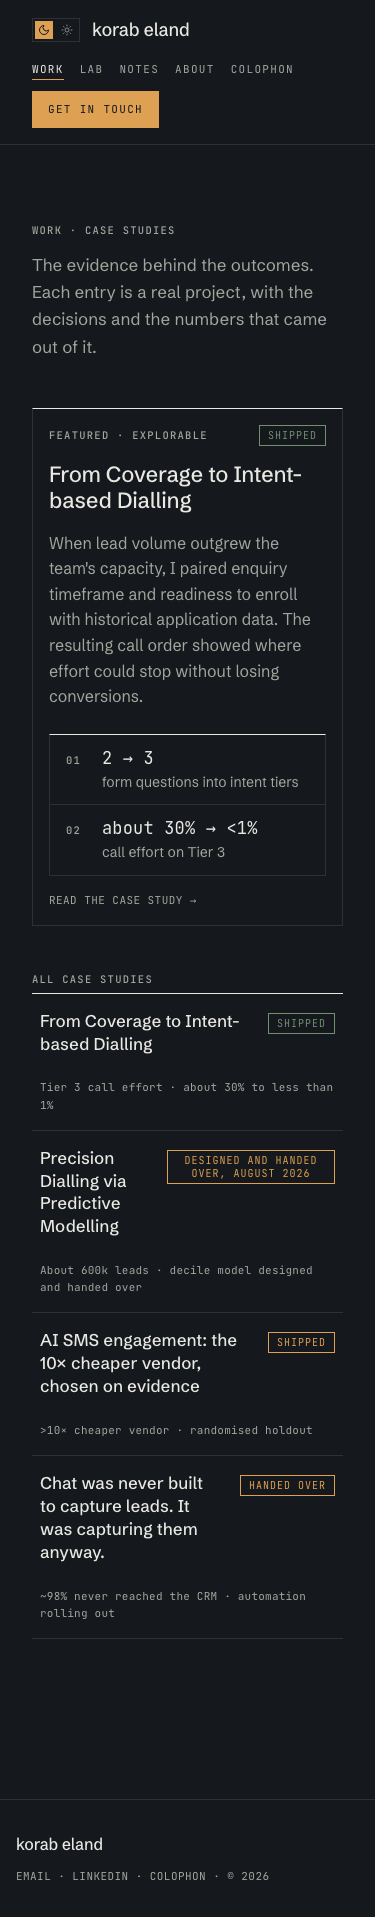 korab eland
WORK LAB NOTES ABOUT COLOPHON
GET IN TOUCH
WORK · CASE STUDIES
The evidence behind the outcomes.
Each entry is a real project, with the
decisions and the numbers that came
out of it.
FEATURED · EXPLORABLE
SHIPPED
From Coverage to Intent-
based Dialling
When lead volume outgrew the
team's capacity, I paired enquiry
timeframe and readiness to enroll
with historical application data. The
resulting call order showed where
effort could stop without losing
conversions.
01 2 → 3
form questions into intent tiers
02 about 30% → <1%
call effort on Tier 3
READ THE CASE STUDY →
ALL CASE STUDIES
From Coverage to Intent-
based Dialling
SHIPPED
Tier 3 call effort · about 30% to less than
1%
Precision
Dialling via
Predictive
Modelling
DESIGNED AND HANDED
OVER, AUGUST 2026
About 600k leads · decile model designed
and handed over
AI SMS engagement: the
10× cheaper vendor,
chosen on evidence
SHIPPED
>10× cheaper vendor · randomised holdout
Chat was never built
to capture leads. It
was capturing them
anyway.
HANDED OVER
~98% never reached the CRM · automation
rolling out
korab eland
EMAIL · LINKEDIN · COLOPHON · © 2026